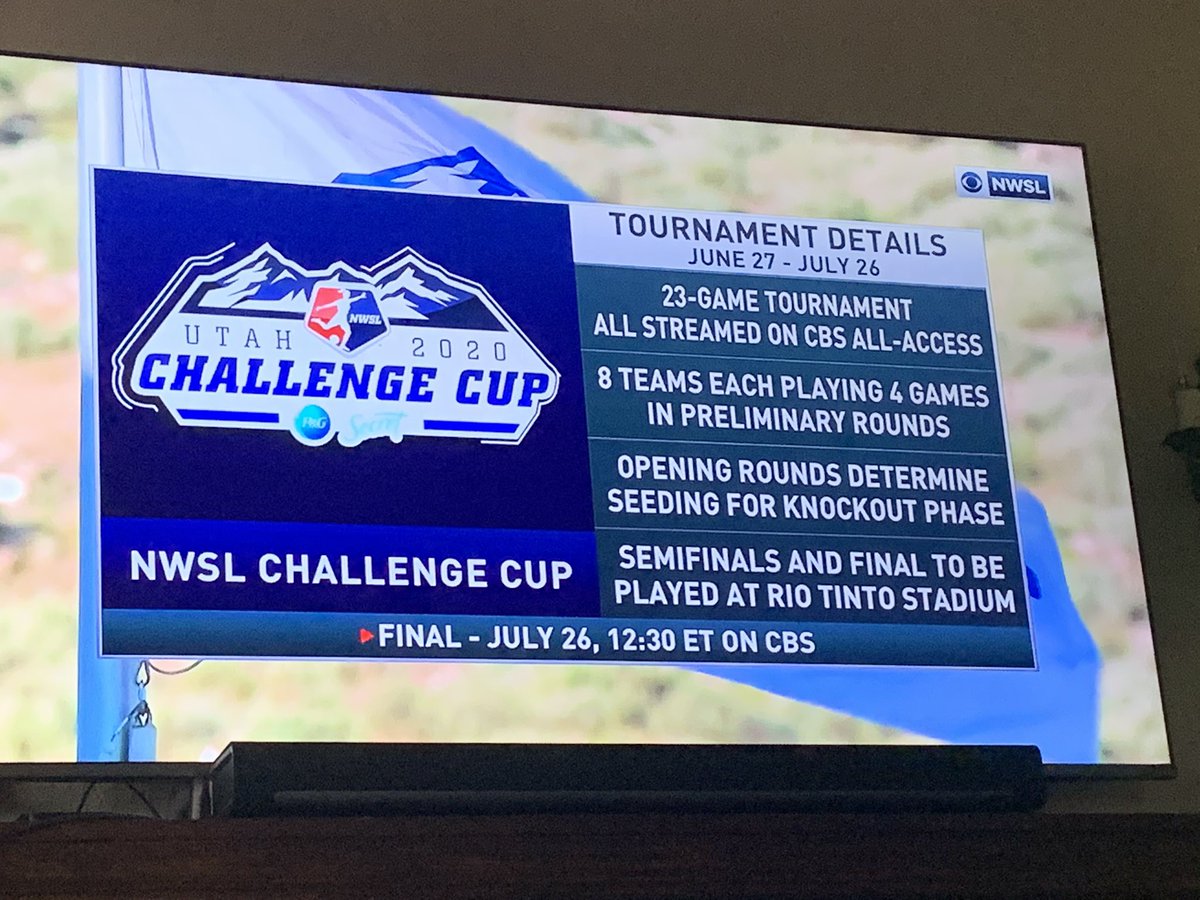 NWSL
TOURNAMENT DETAILS
JUNE 27 - JULY 26
NWSL
UTAH 2020
CHALLENGE CUP
P&G Secret
23-GAME TOURNAMENT
ALL STREAMED ON CBS ALL-ACCESS
8 TEAMS EACH PLAYING 4 GAMES
IN PRELIMINARY ROUNDS
OPENING ROUNDS DETERMINE
SEEDING FOR KNOCKOUT PHASE
NWSL CHALLENGE CUP
SEMIFINALS AND FINAL TO BE
PLAYED AT RIO TINTO STADIUM
FINAL - JULY 26, 12:30 ET ON CBS